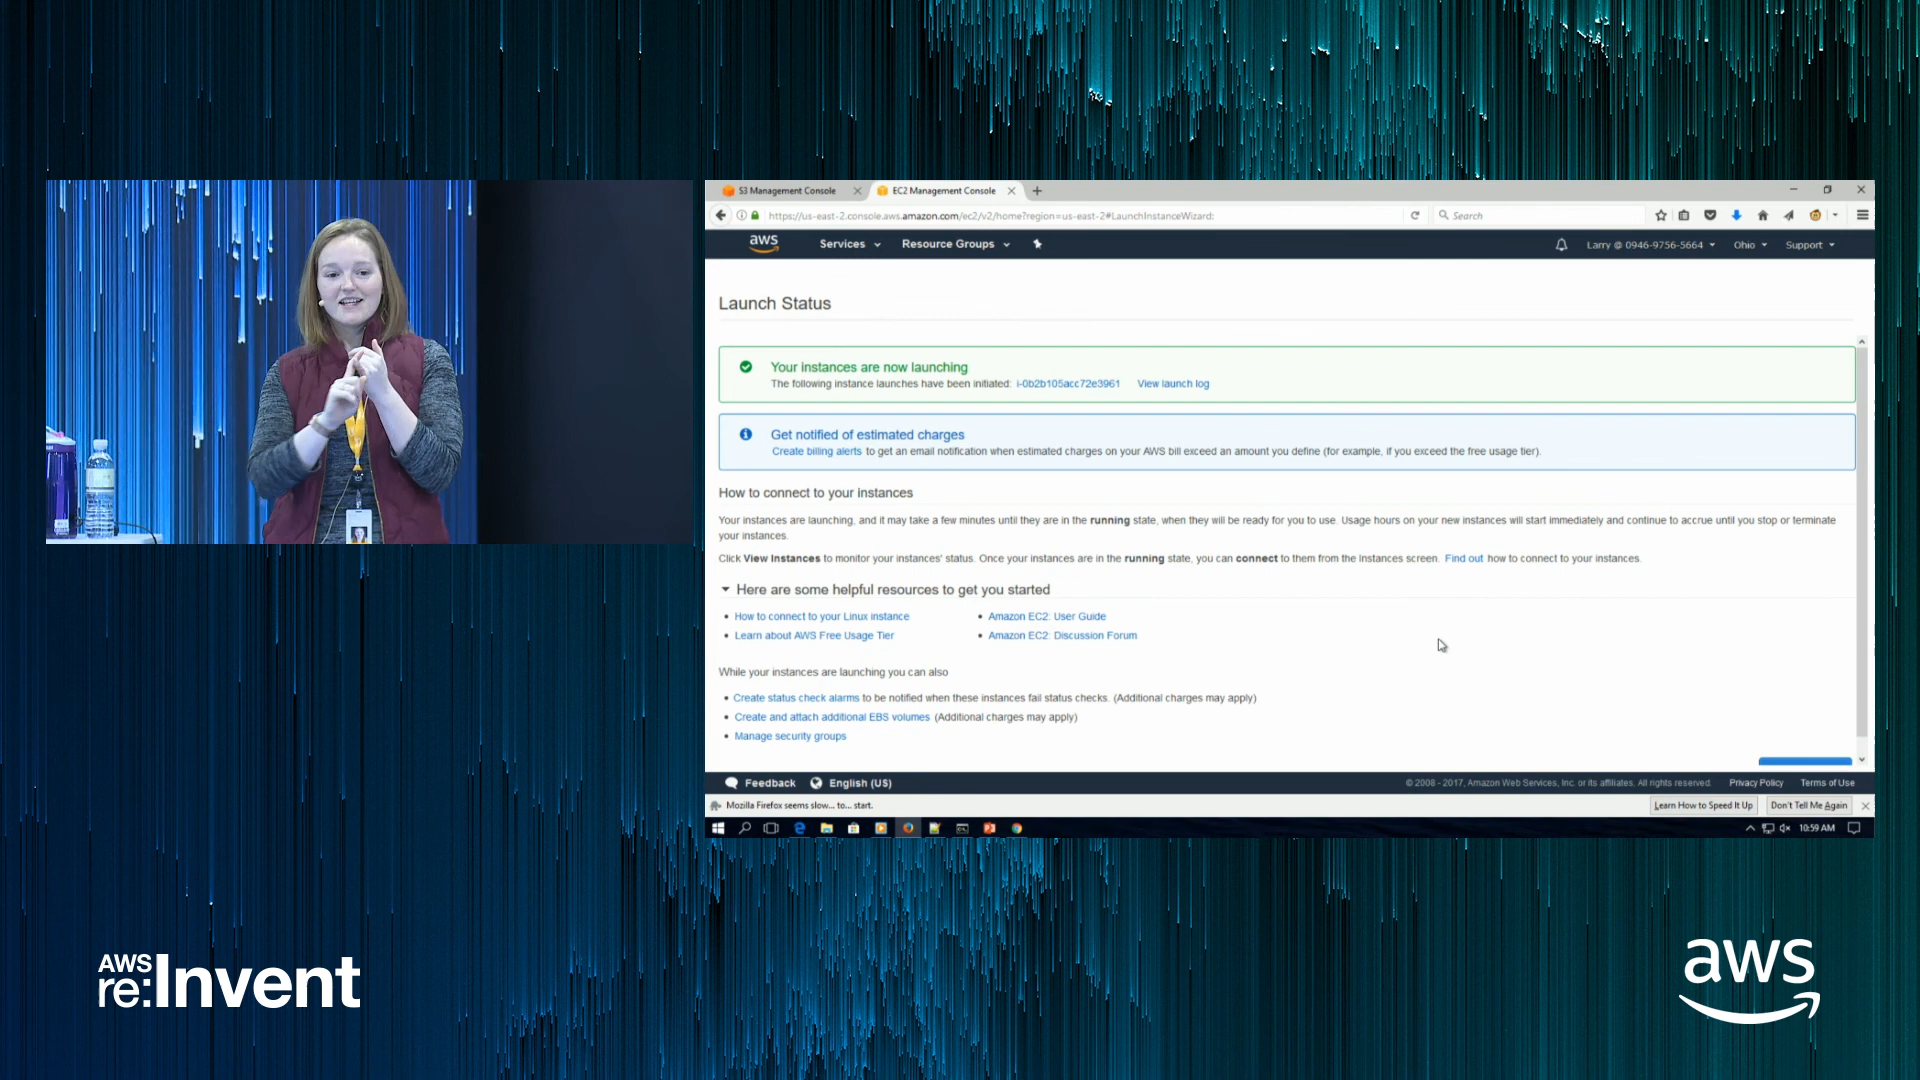 S3 Management Console
EC2 Management Console
https://us-east-2.console.aws.amazon.com/ec2/v2/home?region=us-east-2#LaunchInstanceWizard:
Search
aws
Services
Resource Groups
Larry @ 0946-9756-5664
Ohio
Support
Launch Status
Your instances are now launching
The following instance launches have been initiated: i-0b2b105acc72e3961 View launch log
Get notified of estimated charges
Create billing alerts to get an email notification when estimated charges on your AWS bill exceed an amount you define (for example, if you exceed the free usage tier).
How to connect to your instances
Your instances are launching, and it may take a few minutes until they are in the running state, when they will be ready for you to use. Usage hours on your new instances will start immediately and continue to accrue until you stop or terminate
your instances.
Click View Instances to monitor your instances' status. Once your instances are in the running state, you can connect to them from the Instances screen. Find out how to connect to your instances.
Here are some helpful resources to get you started
• How to connect to your Linux instance
• Amazon EC2: User Guide
• Learn about AWS Free Usage Tier
• Amazon EC2: Discussion Forum
While your instances are launching you can also
• Create status check alarms to be notified when these instances fail status checks. (Additional charges may apply)
• Create and attach additional EBS volumes (Additional charges may apply)
• Manage security groups
Feedback
English (US)
© 2008 - 2017, Amazon Web Services, Inc. or its affiliates. All rights reserved.
Privacy Policy
Terms of Use
Mozilla Firefox seems slow... to... start.
Learn How to Speed It Up
Don't Tell Me Again
10:59 AM
AWS
re:Invent
aws